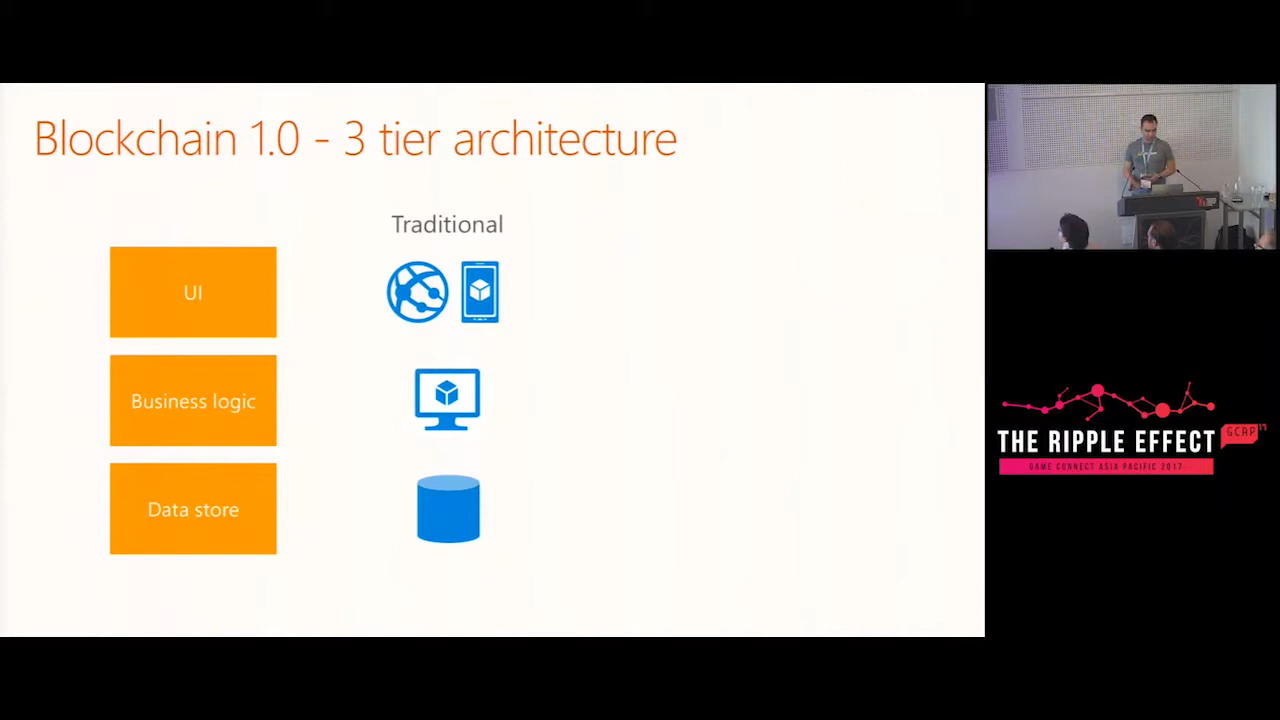 Blockchain 1.0 - 3 tier architecture
Traditional
UI
Business logic
Data store
THE RIPPLE EFFECT
GCAP 17
GAME CONNECT ASIA PACIFIC 2017